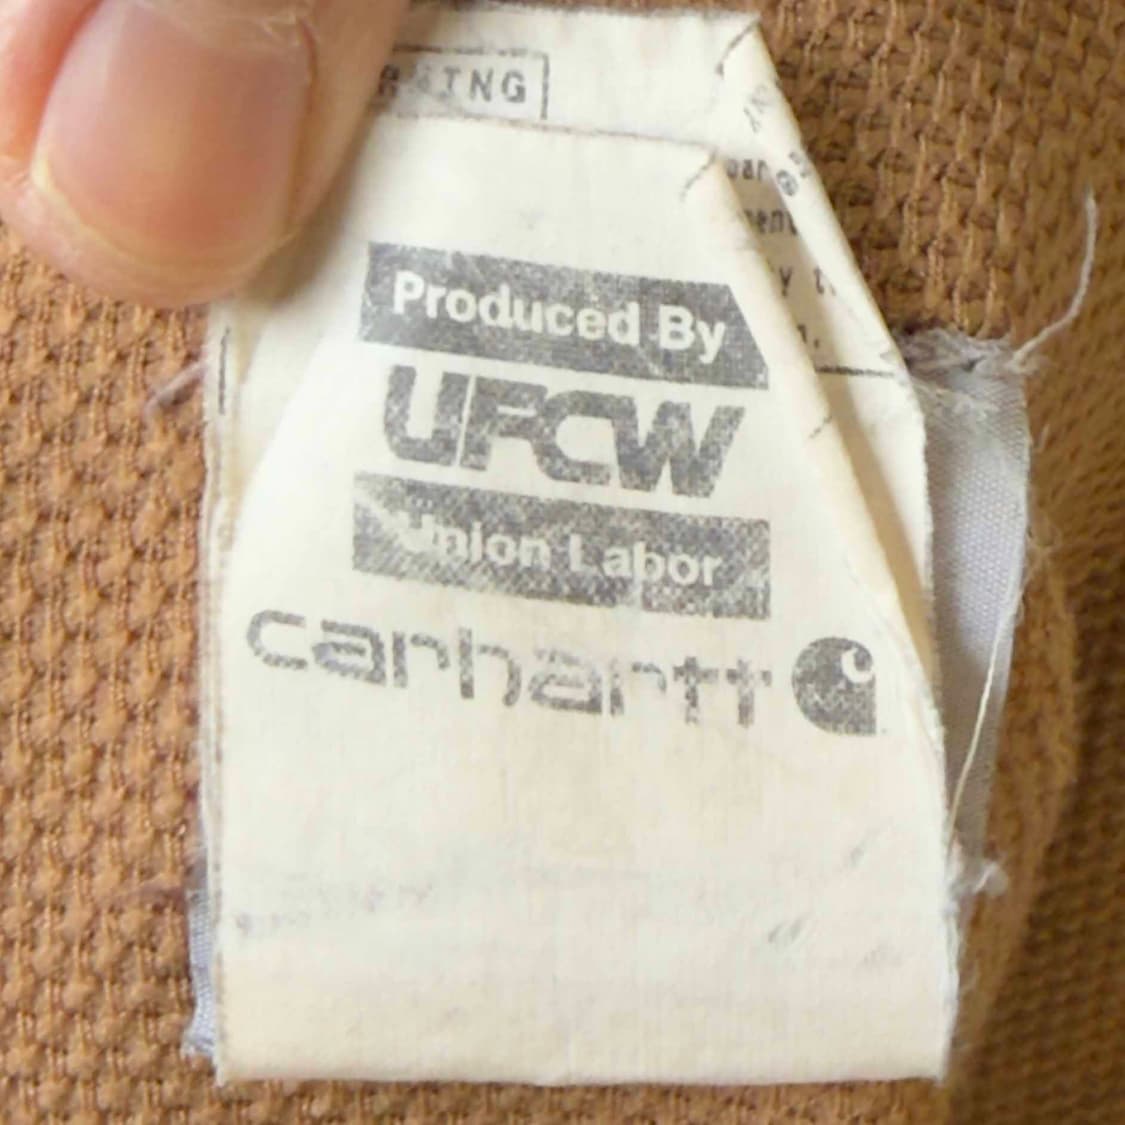 Produced By
UFCW
Union Labor
carhartt